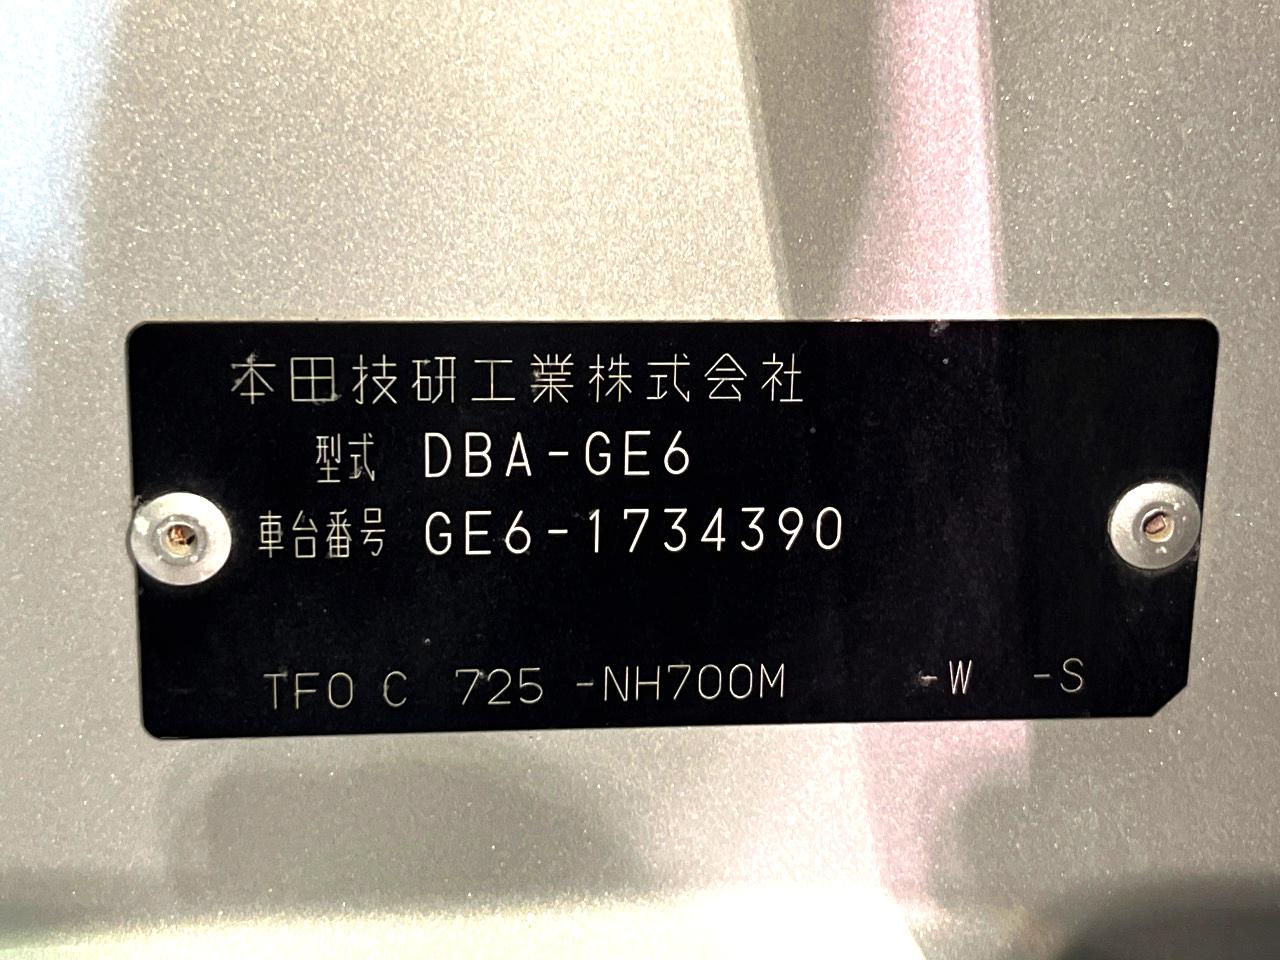 本田技研工業株式会社
型式 DBA-GE6
車台番号 GE6-1734390
TF0 C 725 -NH700M -W -S